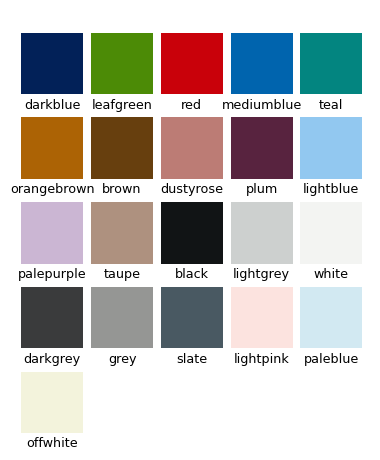 darkblue leafgreen red mediumblue teal
orangebrown brown dustyrose plum lightblue
palepurple taupe black lightgrey white
darkgrey grey slate lightpink paleblue
offwhite